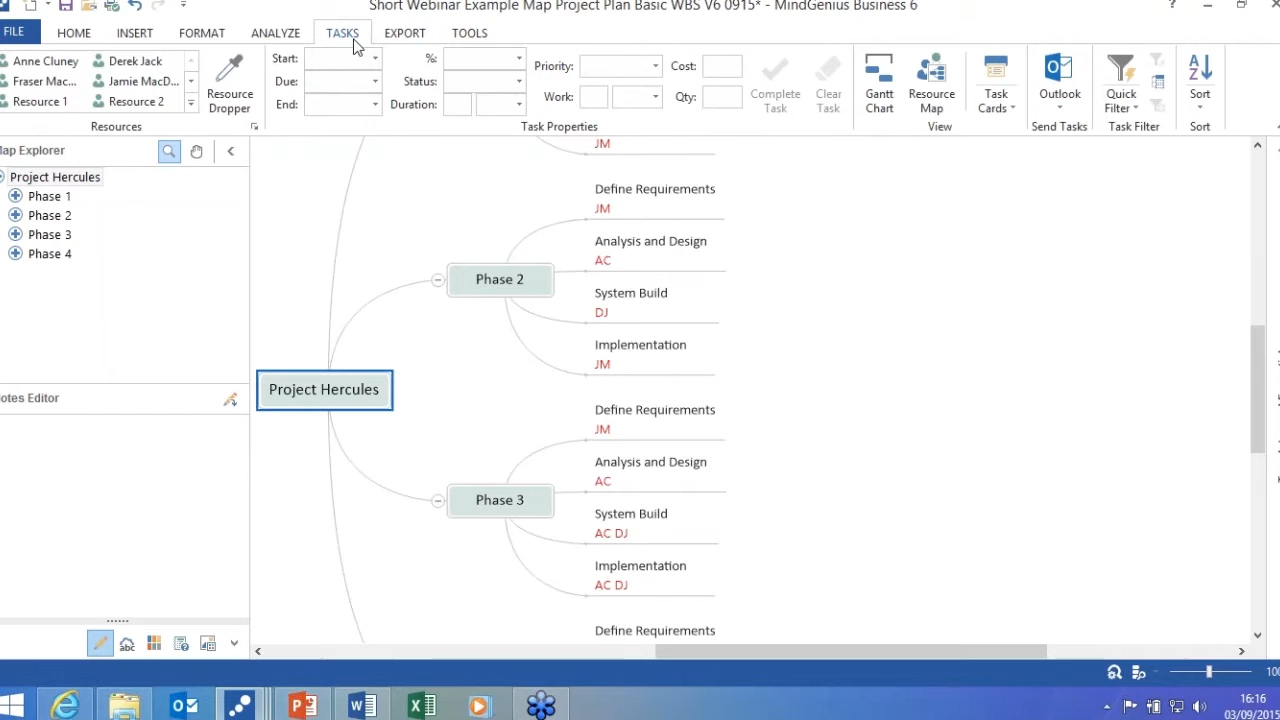 Short Webinar Example Map Project Plan Basic WBS V6 0915* - MindGenius Business 6
?
FILE HOME INSERT FORMAT ANALYZE TASKS EXPORT TOOLS
Anne Cluney Derek Jack
Fraser Mac... Jamie MacD...
Resource 1 Resource 2
Resource
Dropper
Resources
Start: %:
Due: Status:
End: Duration:
Priority: Cost:
Work: Qty:
Complete
Task
Clear
Task
Task Properties
Gantt
Chart
Resource
Map
Task
Cards
View
Outlook
Send Tasks
Quick
Filter
Task Filter
A
Z
Sort
Sort
ap Explorer
Project Hercules
Phase 1
Phase 2
Phase 3
Phase 4
otes Editor
JM
Define Requirements
JM
Analysis and Design
AC
Phase 2
System Build
DJ
Implementation
JM
Project Hercules
Define Requirements
JM
Analysis and Design
AC
Phase 3
System Build
AC DJ
Implementation
AC DJ
Define Requirements
100
abc
16:16
03/09/2015